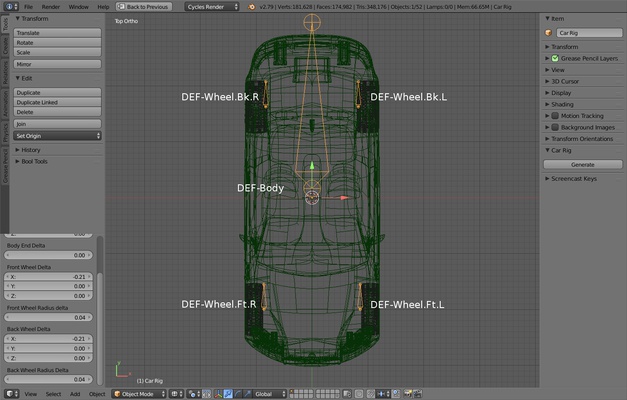 File Render Window Help Back to Previous Cycles Render v2.79 | Verts:181,628 | Faces:174,982 | Tris:348,176 | Objects:1/52 | Lamps:0/0 | Mem:66.65M | Car Rig
Transform
Translate
Rotate
Scale
Mirror
Edit
Duplicate
Duplicate Linked
Delete
Join
Set Origin
History
Bool Tools
Tools
Create
Relations
Animation
Physics
Grease Pencil
Body End Delta
0.00
Front Wheel Delta
X: -0.21
Y: 0.00
Z: 0.00
Front Wheel Radius delta
0.04
Back Wheel Delta
X: -0.21
Y: 0.00
Z: 0.00
Back Wheel Radius Delta
0.04
Top Ortho
DEF-Wheel.Bk.R
DEF-Wheel.Bk.L
DEF-Body
DEF-Wheel.Ft.R
DEF-Wheel.Ft.L
(1) Car Rig
Item
Car Rig
Transform
Grease Pencil Layers
View
3D Cursor
Display
Shading
Motion Tracking
Background Images
Transform Orientations
Car Rig
Generate
Screencast Keys
View Select Add Object Object Mode Global